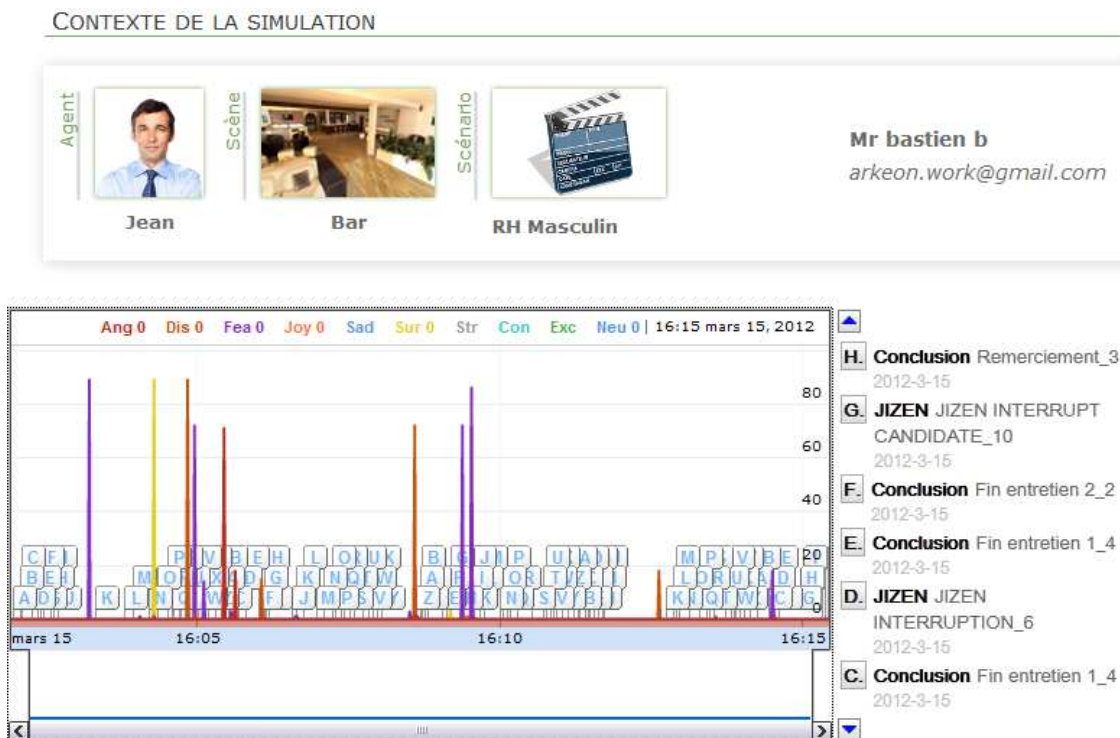 CONTEXTE DE LA SIMULATION
Agent
Scène
Scénario
Jean
Bar
RH Masculin
Mr bastien b
arkeon.work@gmail.com
Ang 0 Dis 0 Fea 0 Joy 0 Sad Sur 0 Str Con Exc Neu 0 | 16:15 mars 15, 2012
80
60
40
20
0
mars 15 16:05 16:10 16:15
H. Conclusion Remerciement_3
2012-3-15
G. JIZEN JIZEN INTERRUPT
CANDIDATE_10
2012-3-15
F. Conclusion Fin entretien 2_2
2012-3-15
E. Conclusion Fin entretien 1_4
2012-3-15
D. JIZEN JIZEN
INTERRUPTION_6
2012-3-15
C. Conclusion Fin entretien 1_4
2012-3-15